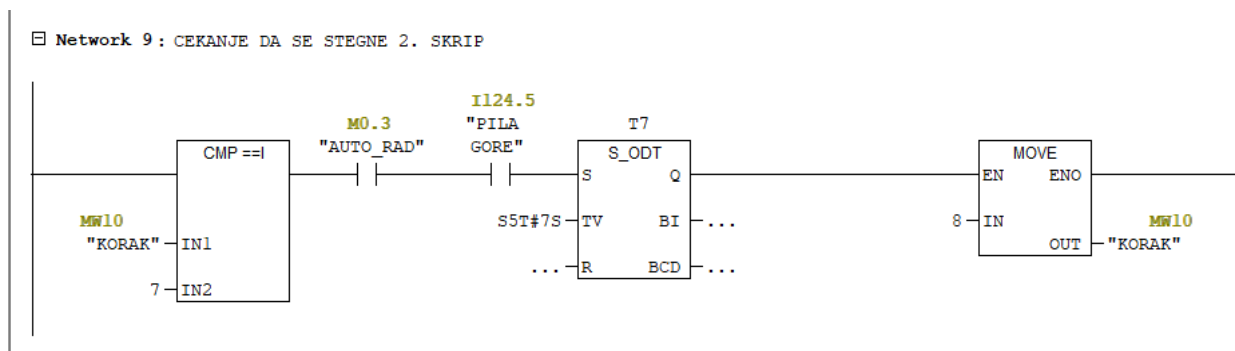 Network 9 : CEKANJE DA SE STEGNE 2. SKRIP
I124.5
M0.3 "PILA T7
CMP ==I "AUTO_RAD" GORE" S_ODT MOVE
S Q EN ENO
MW10 S5T#7S TV BI ... 8 IN MW10
"KORAK" IN1 OUT "KORAK"
... R BCD ...
7 IN2